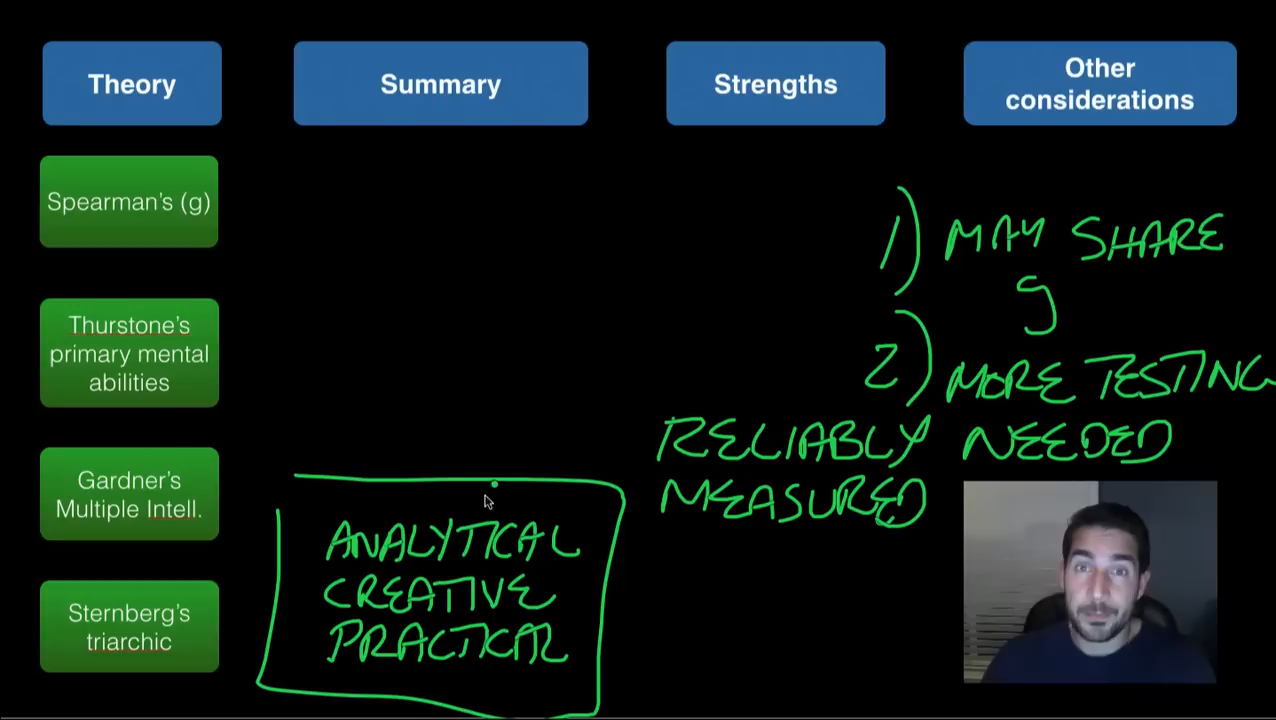 Theory
Summary
Strengths
Other
considerations
Spearman's (g)
Thurstone's
primary mental
abilities
Gardner's
Multiple Intell.
Sternberg's
triarchic
ANALYTICAL
CREATIVE
PRACTICAL
RELIABLY
MEASURED
1) MAY SHARE
g
2) MORE TESTING
NEEDED